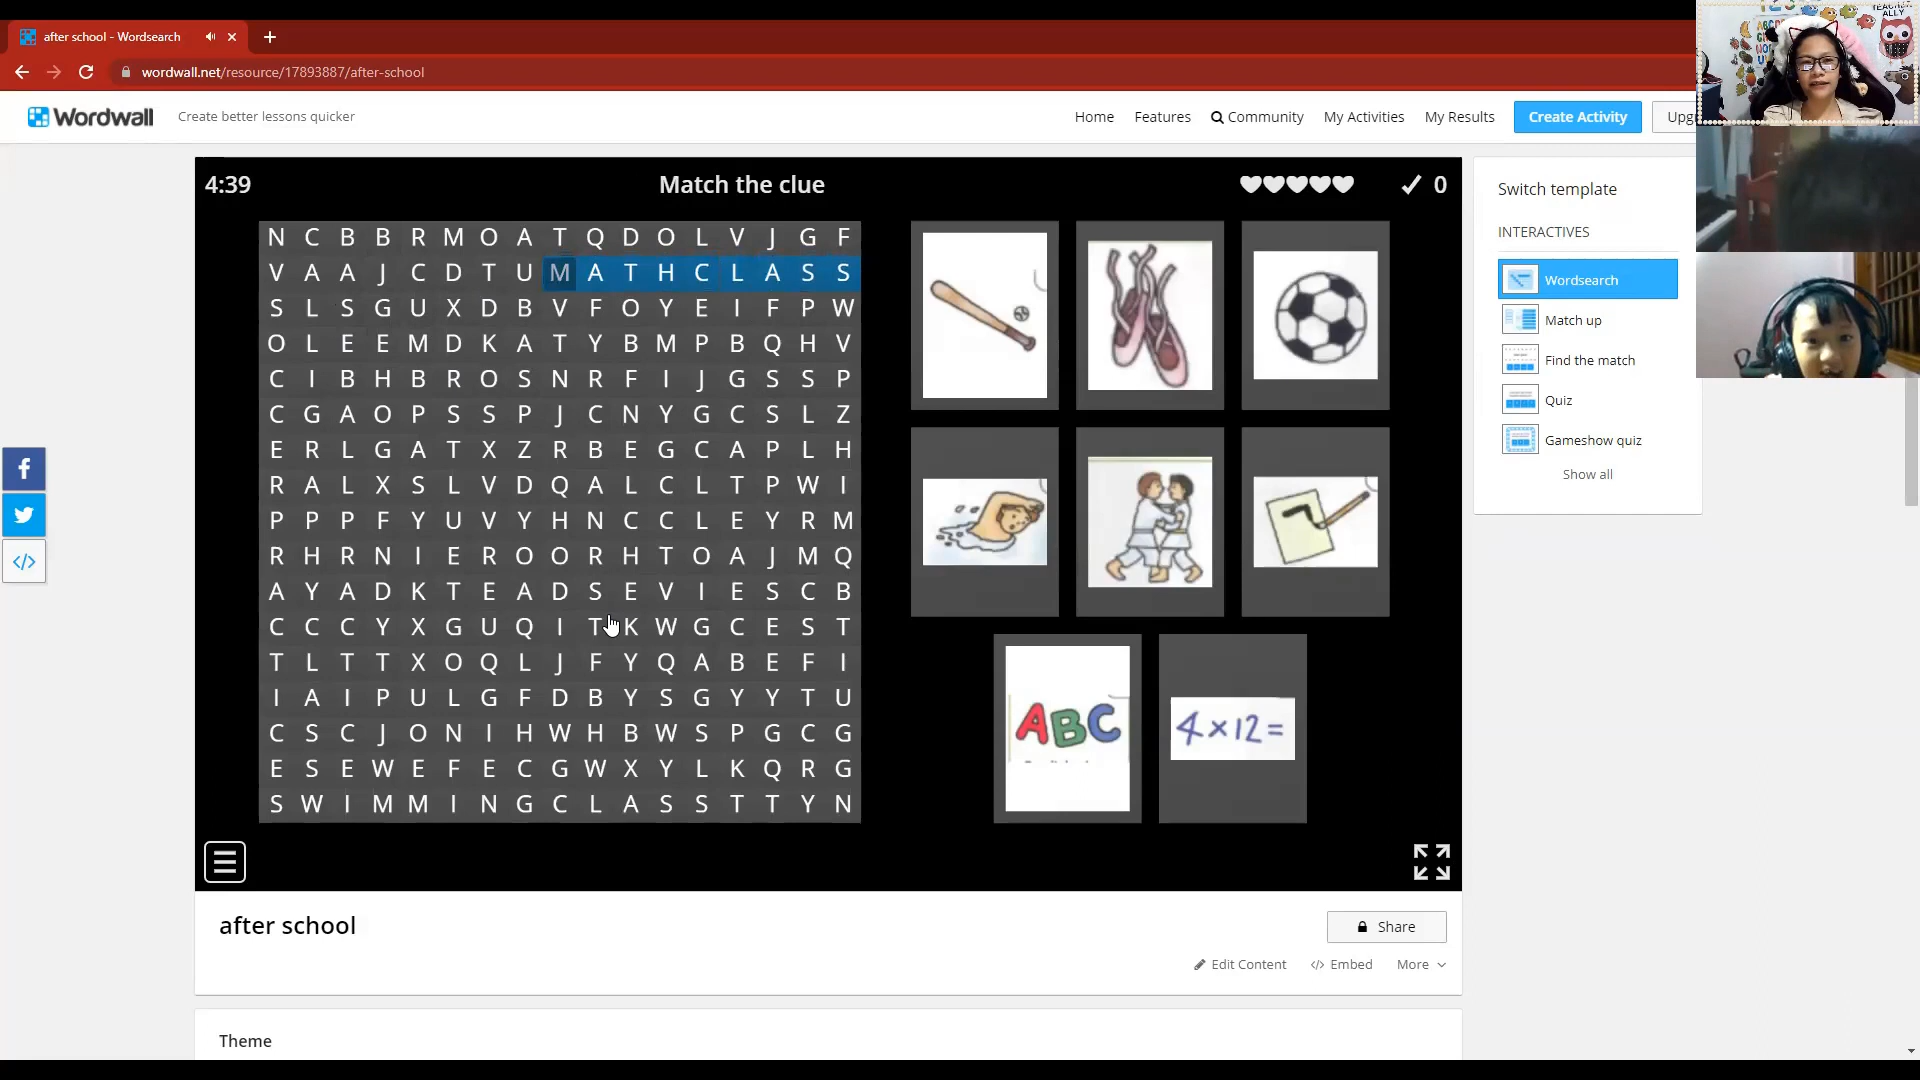 after school - Wordsearch
wordwall.net/resource/17893887/after-school
Wordwall
Create better lessons quicker
Home
Features
Community
My Activities
My Results
Create Activity
4:39
Match the clue
0
N C B B R M O A T Q D O L V J G F
V A A J C D T U M A T H C L A S S
S L S G U X D B V F O Y E I F P W
O L E E M D K A T Y B M P B Q H V
C I B H B R O S N R F I J G S S P
C G A O P S S P J C N Y G C S L Z
E R L G A T X Z R B E G C A P L H
R A L X S L V D Q A L C L T P W I
P P P F Y U V Y H N C C L E Y R M
R H R N I E R O O R H T O A J M Q
A Y A D K T E A D S E V I E S C B
C C C Y X G U Q I T K W G C E S T
T L T T X O Q L J F Y Q A B E F I
I A I P U L G F D B Y S G Y Y T U
C S C J O N I H W H B W S P G C G
E S E W E F E C G W X Y L K Q R G
S W I M M I N G C L A S S T T Y N
ABC
4 x 12 =
Switch template
INTERACTIVES
Wordsearch
Match up
Find the match
Quiz
Gameshow quiz
Show all
after school
Share
Edit Content
Embed
More
Theme